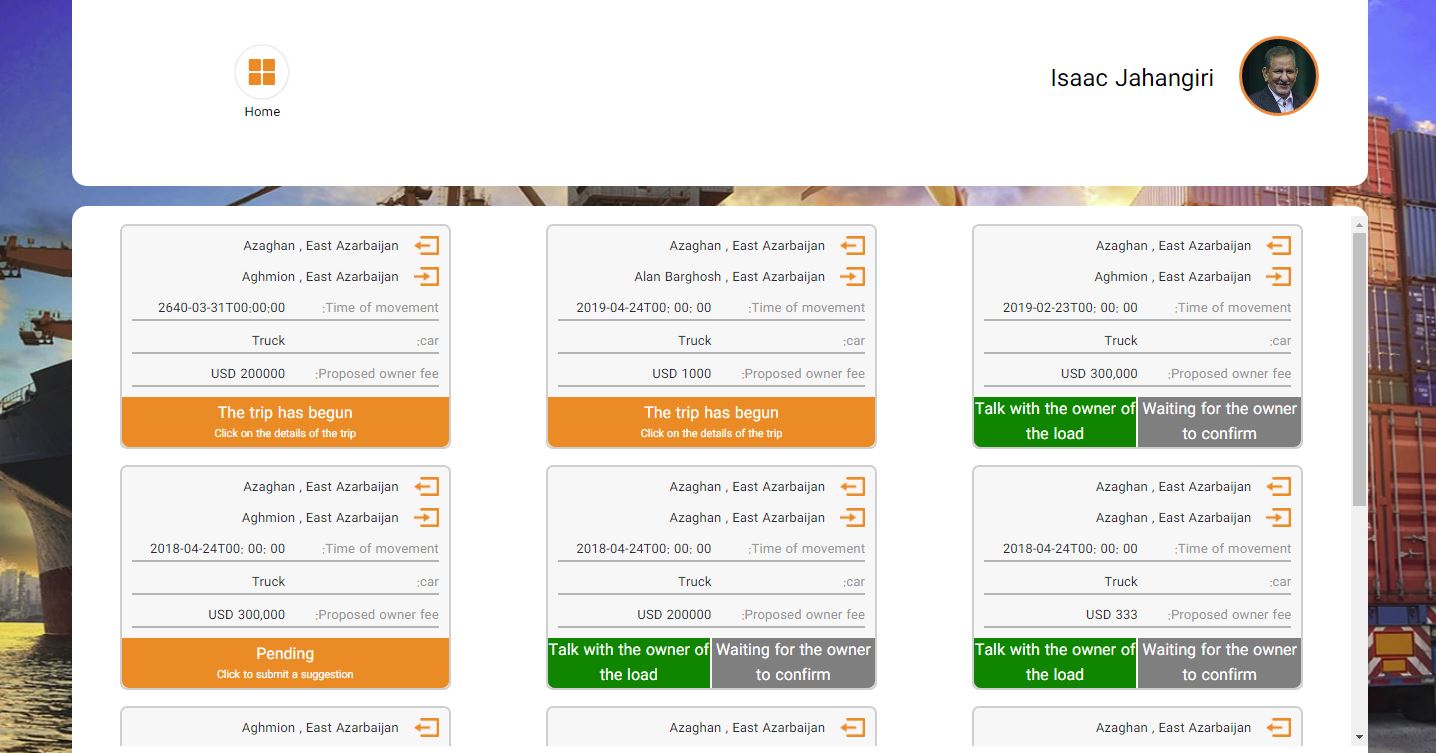 Home
Isaac Jahangiri
Azaghan , East Azarbaijan
Aghmion , East Azarbaijan
2640-03-31T00:00:00 :Time of movement
Truck :car
USD 200000 :Proposed owner fee
The trip has begun
Click on the details of the trip
Azaghan , East Azarbaijan
Alan Barghosh , East Azarbaijan
2019-04-24T00: 00: 00 :Time of movement
Truck :car
USD 1000 :Proposed owner fee
The trip has begun
Click on the details of the trip
Azaghan , East Azarbaijan
Aghmion , East Azarbaijan
2019-02-23T00: 00: 00 :Time of movement
Truck :car
USD 300,000 :Proposed owner fee
Talk with the owner of
the load
Waiting for the owner
to confirm
Azaghan , East Azarbaijan
Aghmion , East Azarbaijan
2018-04-24T00: 00: 00 :Time of movement
Truck :car
USD 300,000 :Proposed owner fee
Pending
Click to submit a suggestion
Azaghan , East Azarbaijan
Azaghan , East Azarbaijan
2018-04-24T00: 00: 00 :Time of movement
Truck :car
USD 200000 :Proposed owner fee
Talk with the owner of
the load
Waiting for the owner
to confirm
Azaghan , East Azarbaijan
Azaghan , East Azarbaijan
2018-04-24T00: 00: 00 :Time of movement
Truck :car
USD 333 :Proposed owner fee
Talk with the owner of
the load
Waiting for the owner
to confirm
Aghmion , East Azarbaijan
Azaghan , East Azarbaijan
Azaghan , East Azarbaijan